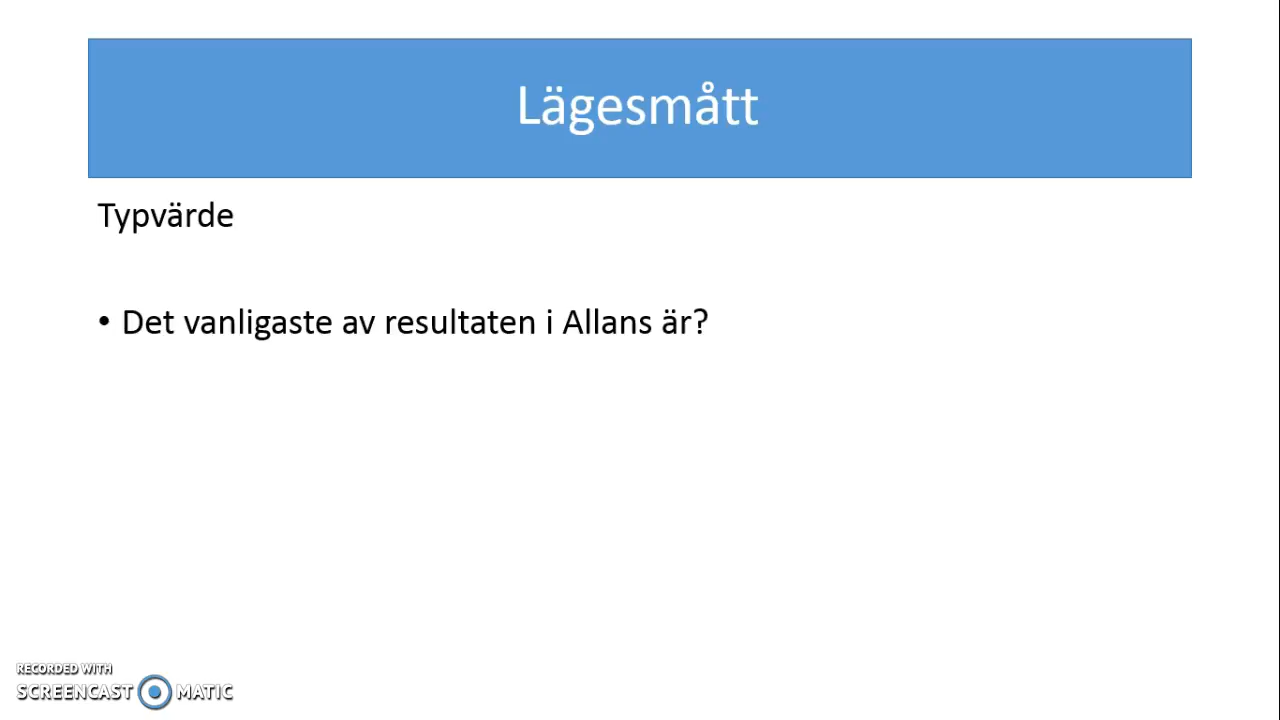 Lägesmått
Typvärde
• Det vanligaste av resultaten i Allans är?
RECORDED WITH
SCREENCAST MATIC